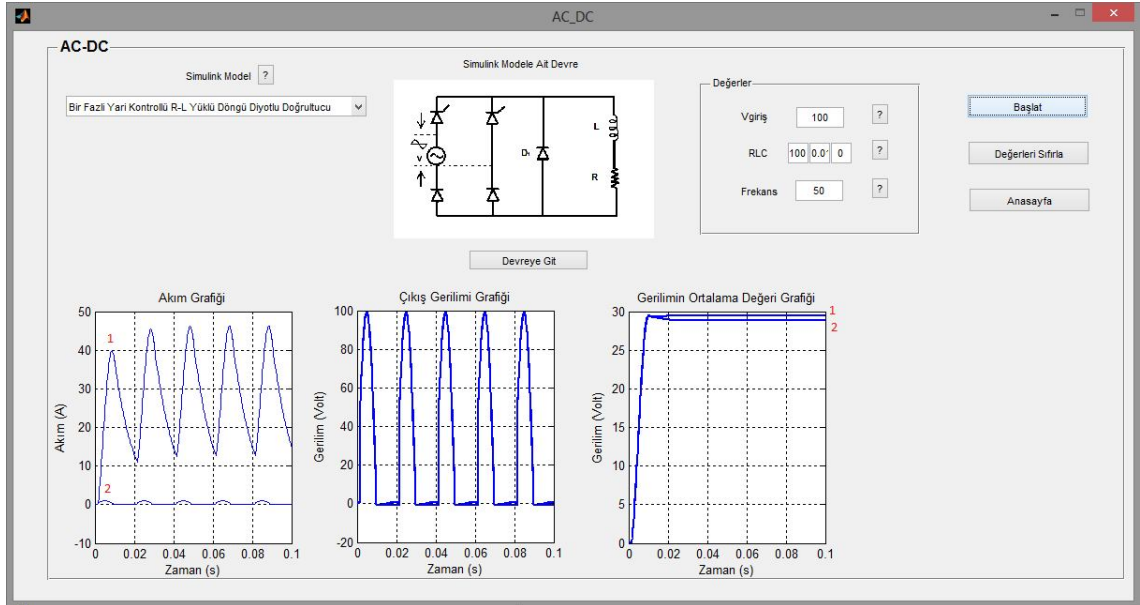 AC_DC
AC-DC
Simulink Model ?
Bir Fazli Yari Kontrollü R-L Yüklü Döngü Diyotlu Doğrultucu
Simulink Modele Ait Devre
V
D₁
L
R
Devreye Git
Değerler
Vgiriş 100 ?
RLC 100 0.0 0 ?
Frekans 50 ?
Başlat
Değerleri Sıfırla
Anasayfa
Akım Grafiği
50
40
30
20
10
0
-10
1
2
Akım (A)
0 0.02 0.04 0.06 0.08 0.1
Zaman (s)
Çıkış Gerilimi Grafiği
100
80
60
40
20
0
-20
Gerilim (Volt)
0 0.02 0.04 0.06 0.08 0.1
Zaman (s)
Gerilimin Ortalama Değeri Grafiği
30
25
20
15
10
5
0
1
2
Gerilim (Volt)
0 0.02 0.04 0.06 0.08 0.1
Zaman (s)